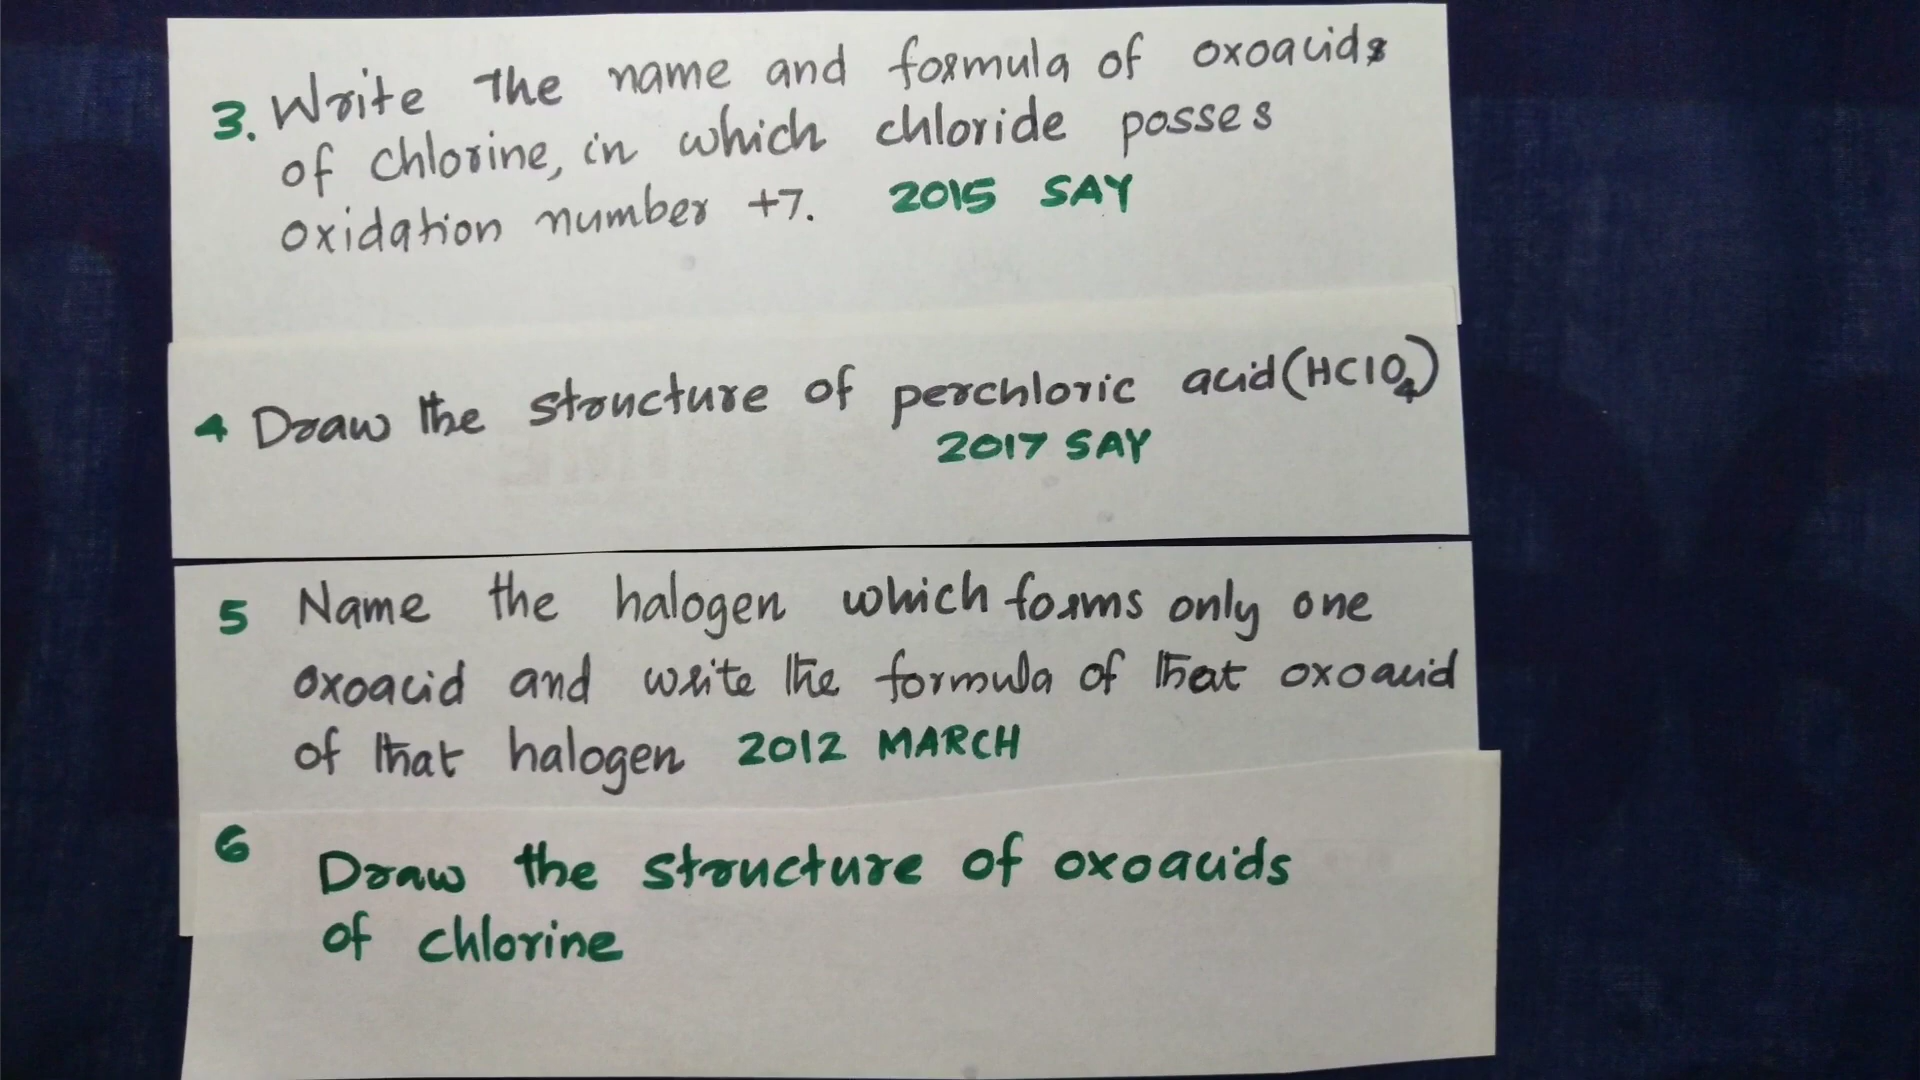 3. Write the name and formula of oxoacids
of chlorine, in which chloride posses
oxidation number +7. 2015 SAY
4 Draw the structure of perchloric acid (HClO4)
2017 SAY
5 Name the halogen which forms only one
oxoacid and write the formula of that oxoacid
of that halogen 2012 MARCH
6 Draw the structure of oxoacids
of chlorine